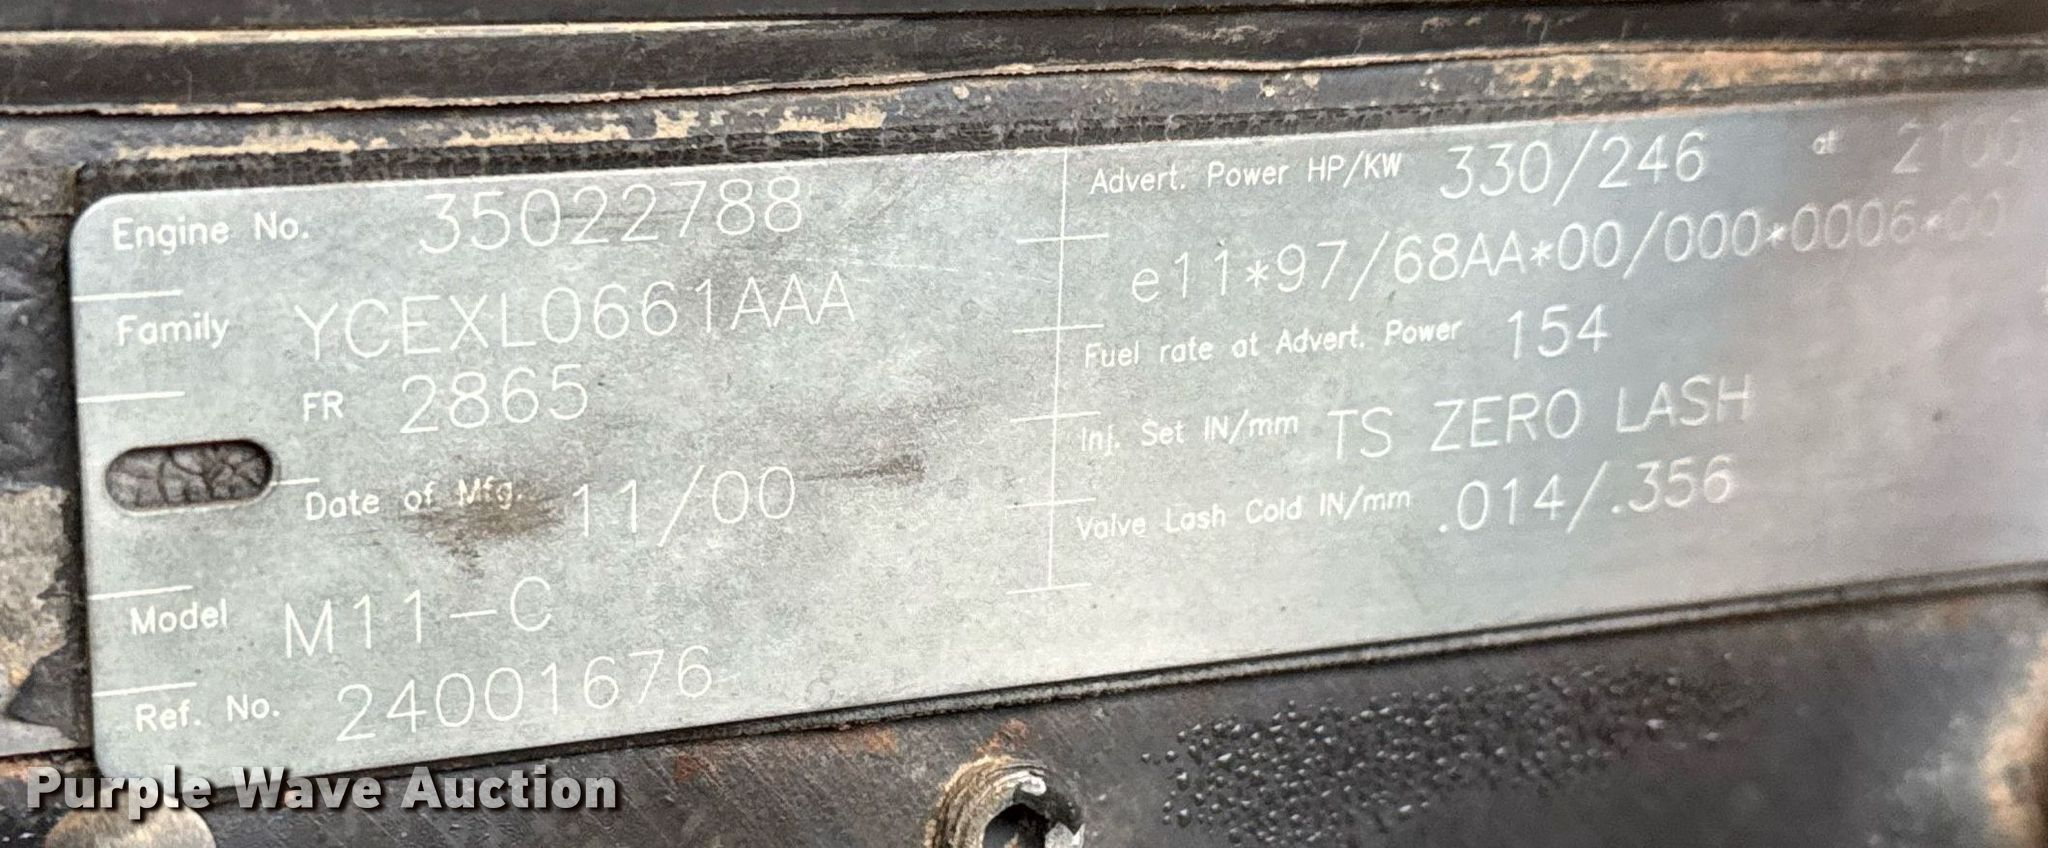 Engine No. 35022788
Family YCEXL0661AAA
FR 2865
Date of Mfg. 11/00
Model M11-C
Ref. No. 24001676
Advert. Power HP/KW 330/246 at 2100
e11*97/68AA*00/000*0006*00
Fuel rate at Advert. Power 154
Inj. Set IN/mm TS ZERO LASH
Valve Lash Cold IN/mm .014/.356
Purple Wave Auction